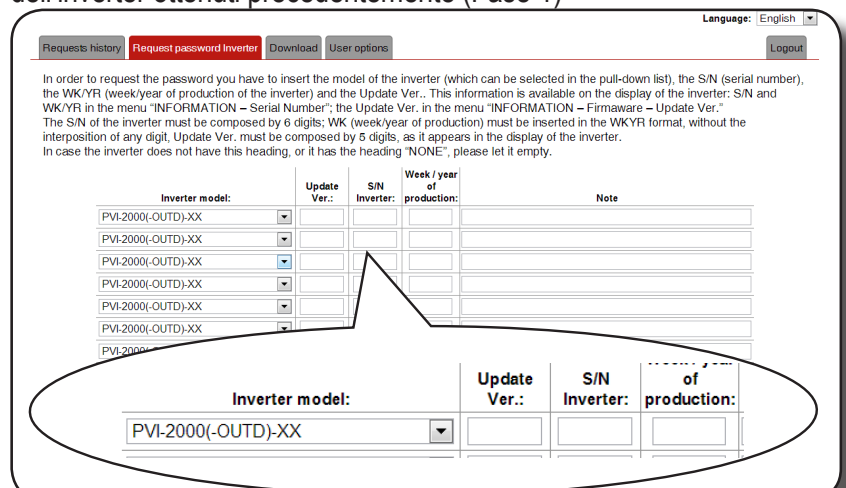 dell'inverter ottenuti precedentemente (Paso 1)
Language: English
Requests history Request password Inverter Download User options Logout
In order to request the password you have to insert the model of the inverter (which can be selected in the pull-down list), the S/N (serial number),
the WK/YR (week/year of production of the inverter) and the Update Ver.. This information is available on the display of the inverter: S/N and
WK/YR in the menu “INFORMATION – Serial Number”; the Update Ver. in the menu “INFORMATION – Firmaware – Update Ver.”
The S/N of the inverter must be composed by 6 digits; WK (week/year of production) must be inserted in the WKYR format, without the
interposition of any digit, Update Ver. must be composed by 5 digits, as it appears in the display of the inverter.
In case the inverter does not have this heading, or it has the heading “NONE”, please let it empty.
Inverter model: Update Ver.: S/N Inverter: Week / year of production: Note
PVI-2000(-OUTD)-XX
PVI-2000(-OUTD)-XX
PVI-2000(-OUTD)-XX
PVI-2000(-OUTD)-XX
PVI-2000(-OUTD)-XX
PVI-2000(-OUTD)-XX
Inverter model: Update Ver.: S/N Inverter: of production:
PVI-2000(-OUTD)-XX